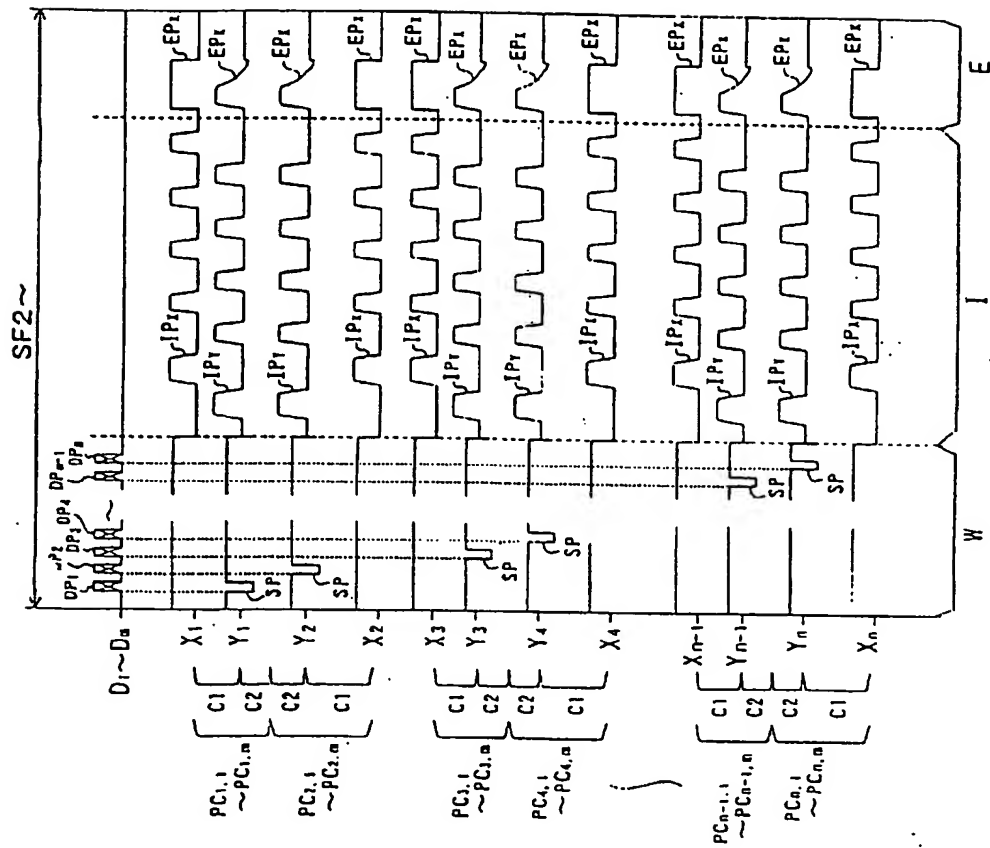 SF2~
DP1 DP3 DP4 DPn-1 DPn
D1~Dm
X1 IPX EPX
Y1 SP IPY EPX
Y2 SP IPY EPX
X2 IPX EPX
X3 IPX EPX
Y3 SP IPY EPX
Y4 SP IPY EPX
X4 IPX EPX
Xn-1 IPX EPX
Yn-1 SP IPY EPX
Yn SP IPY EPX
Xn IPX EPX
PC1,1 ~PC1,m C1 C2
PC2,1 ~PC2,m C2 C1
PC3,1 ~PC3,m C1 C2
PC4,1 ~PC4,m C2 C1
PCn-1,1 ~PCn-1,m C1 C2
PCn,1 ~PCn,m C2 C1
W I E